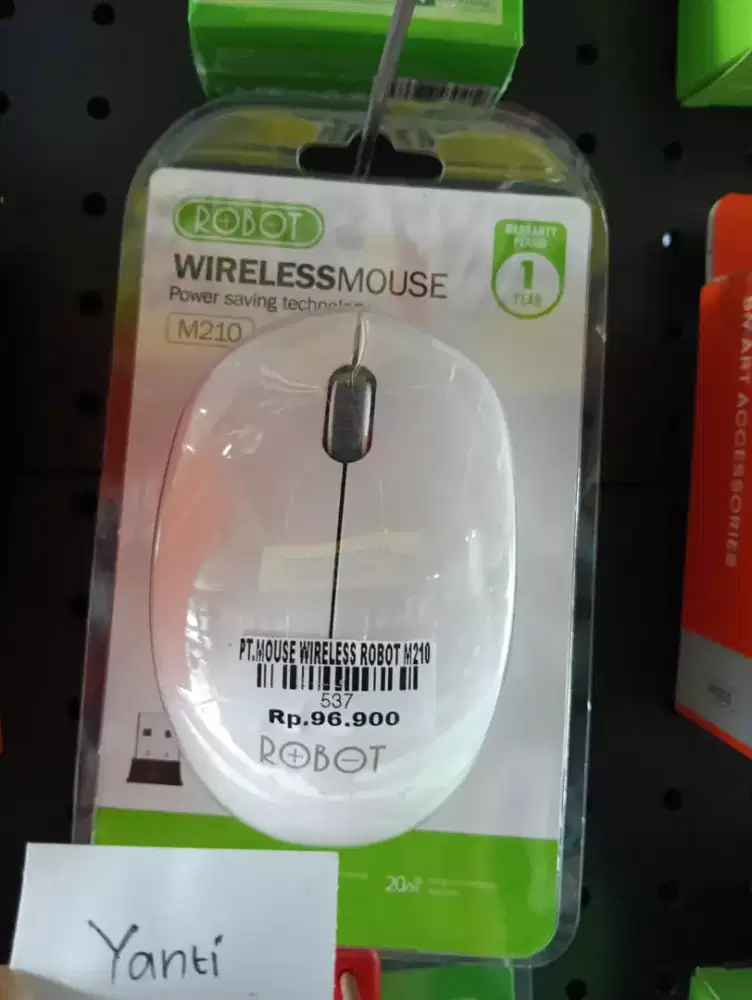 ROBOT
WARRANTY
PERIOD
1
YEAR
WIRELESSMOUSE
Power saving technology
M210
PT.MOUSE WIRELESS ROBOT M210
537
Rp.96.900
ROBOT
20m
Yanti
ART ACCESSORIES